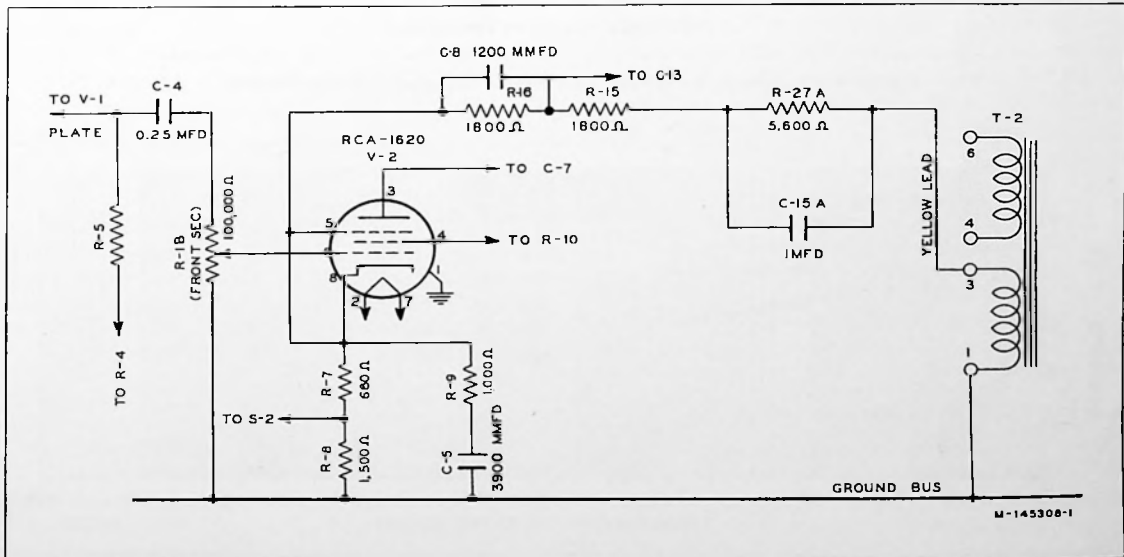 C-8 1200 MMFD
TO C-13
R-16
1800 Ω
R-15
1800 Ω
R-27 A
5,600 Ω
C-15 A
1MFD
T-2
6
4
3
1
YELLOW LEAD
C-4
0.25 MFD
TO V-1
PLATE
RCA-1620
V-2
TO C-7
3
5
4
TO R-10
8
2
7
1
R-5
TO R-4
R-1B
(FRONT SEC)
100,000 Ω
R-7
680 Ω
TO S-2
R-8
1,500Ω
R-9
1,000Ω
C-5
3900 MMFD
GROUND BUS
M-145308-1